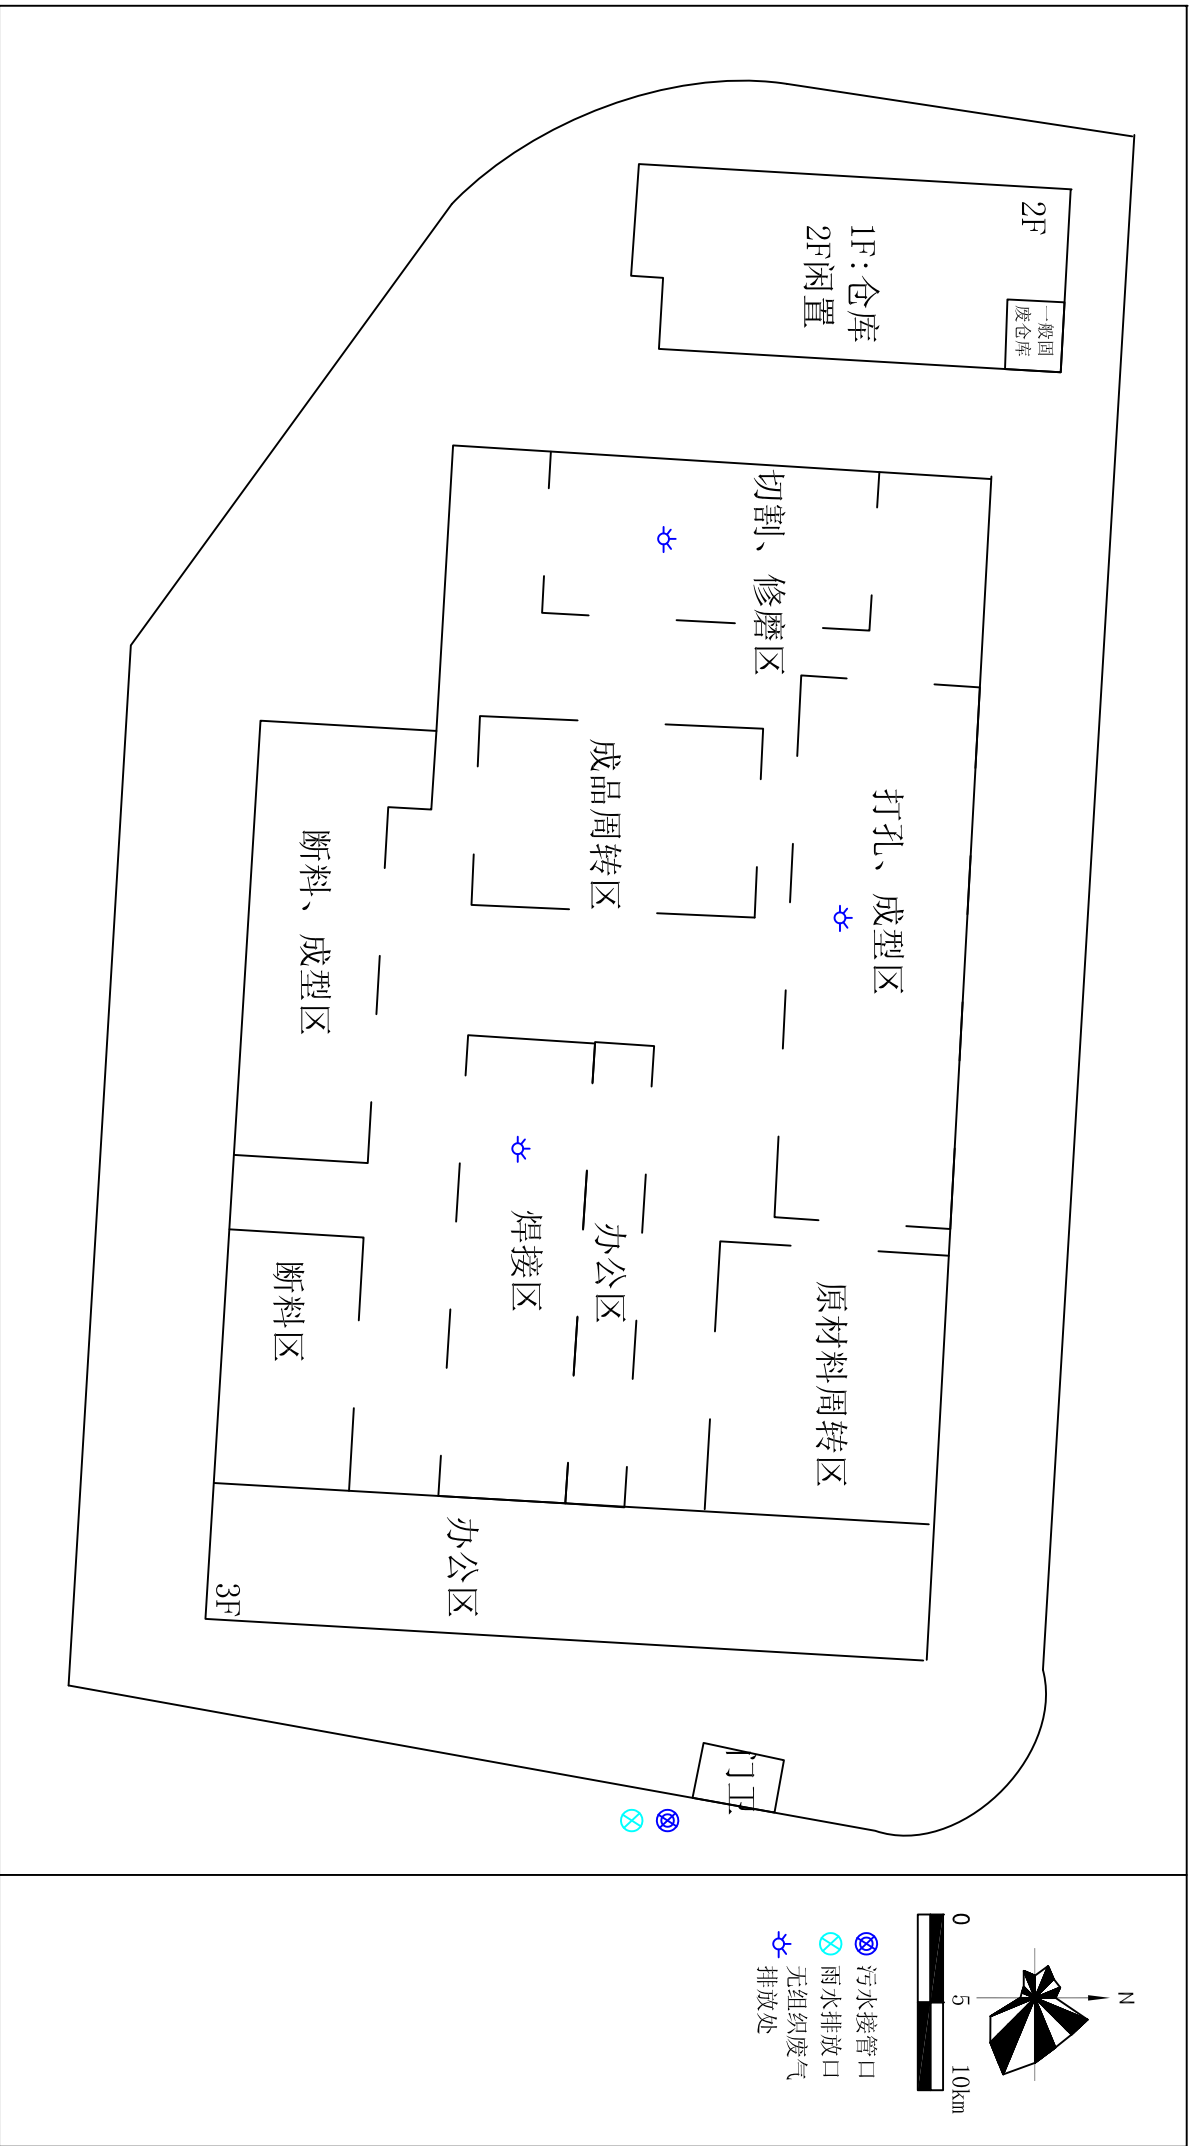 2F
1F:仓库
2F闲置
一般固
废仓库
切割、修磨区
打孔、成型区
成品周转区
断料、成型区
原材料周转区
办公区
焊接区
断料区
办公区
3F
门卫
N
0 5 10km
污水接管口
雨水排放口
无组织废气
排放处